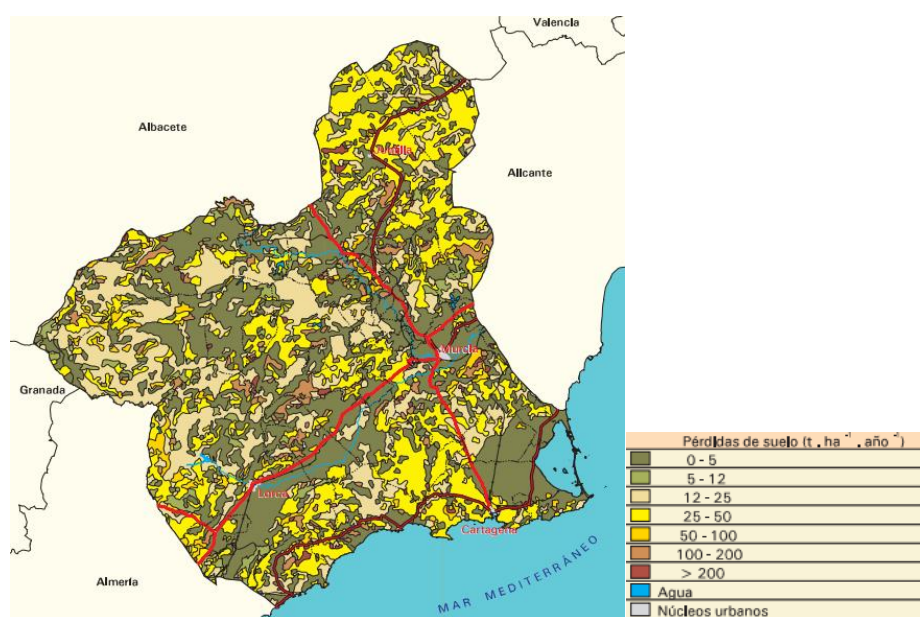 Valencia
Albacete
Jumilla
Alicante
Murcia
Granada
Lorca
Cartagena
Almería
MAR MEDITERRÁNEO
Pérdidas de suelo (t . ha⁻¹ . año⁻¹)
0 - 5
5 - 12
12 - 25
25 - 50
50 - 100
100 - 200
> 200
Agua
Núcleos urbanos